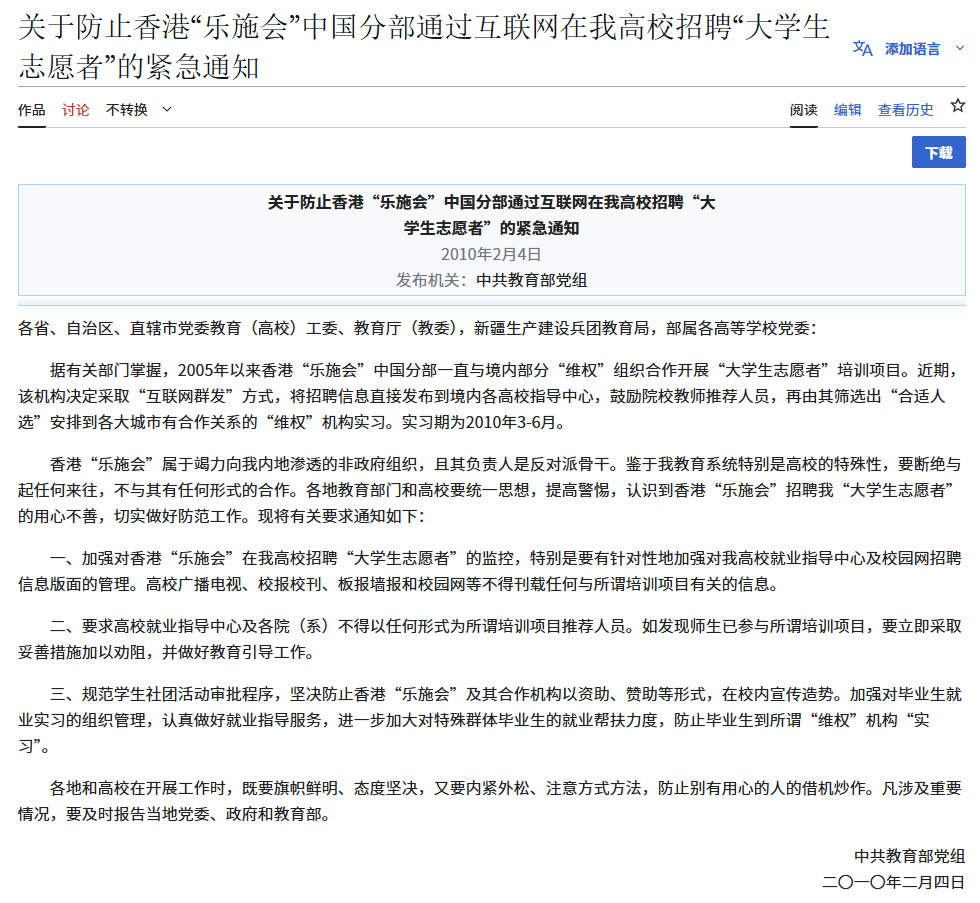 关于防止香港“乐施会”中国分部通过互联网在我高校招聘“大学生
志愿者”的紧急通知
添加语言
作品 讨论 不转换 阅读 编辑 查看历史
下载
关于防止香港“乐施会”中国分部通过互联网在我高校招聘“大
学生志愿者”的紧急通知
2010年2月4日
发布机关：中共教育部党组
各省、自治区、直辖市党委教育（高校）工委、教育厅（教委），新疆生产建设兵团教育局，部属各高等学校党委：
据有关部门掌握，2005年以来香港“乐施会”中国分部一直与境内部分“维权”组织合作开展“大学生志愿者”培训项目。近期，
该机构决定采取“互联网群发”方式，将招聘信息直接发布到境内各高校指导中心，鼓励院校教师推荐人员，再由其筛选出“合适人
选”安排到各大城市有合作关系的“维权”机构实习。实习期为2010年3-6月。
香港“乐施会”属于竭力向我内地渗透的非政府组织，且其负责人是反对派骨干。鉴于我教育系统特别是高校的特殊性，要断绝与
起任何来往，不与其有任何形式的合作。各地教育部门和高校要统一思想，提高警惕，认识到香港“乐施会”招聘我“大学生志愿者”
的用心不善，切实做好防范工作。现将有关要求通知如下：
一、加强对香港“乐施会”在我高校招聘“大学生志愿者”的监控，特别是要有针对性地加强对我高校就业指导中心及校园网招聘
信息版面的管理。高校广播电视、校报校刊、板报墙报和校园网等不得刊载任何与所谓培训项目有关的信息。
二、要求高校就业指导中心及各院（系）不得以任何形式为所谓培训项目推荐人员。如发现师生已参与所谓培训项目，要立即采取
妥善措施加以劝阻，并做好教育引导工作。
三、规范学生社团活动审批程序，坚决防止香港“乐施会”及其合作机构以资助、赞助等形式，在校内宣传造势。加强对毕业生就
业实习的组织管理，认真做好就业指导服务，进一步加大对特殊群体毕业生的就业帮扶力度，防止毕业生到所谓“维权”机构“实
习”。
各地和高校在开展工作时，既要旗帜鲜明、态度坚决，又要内紧外松、注意方式方法，防止别有用心的人的借机炒作。凡涉及重要
情况，要及时报告当地党委、政府和教育部。
中共教育部党组
二〇一〇年二月四日